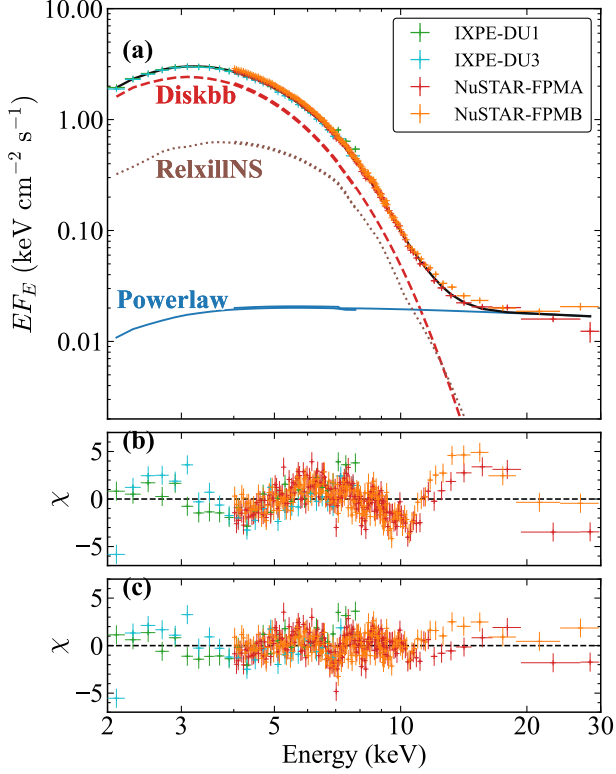 10.00
(a)
IXPE-DU1
IXPE-DU3
NuSTAR-FPMA
NuSTAR-FPMB
Diskbb
1.00
RelxillNS
0.10
Powerlaw
0.01
EF_E (keV cm⁻² s⁻¹)
(b)
5
0
−5
χ
(c)
5
0
−5
χ
2 3 5 10 20 30
Energy (keV)